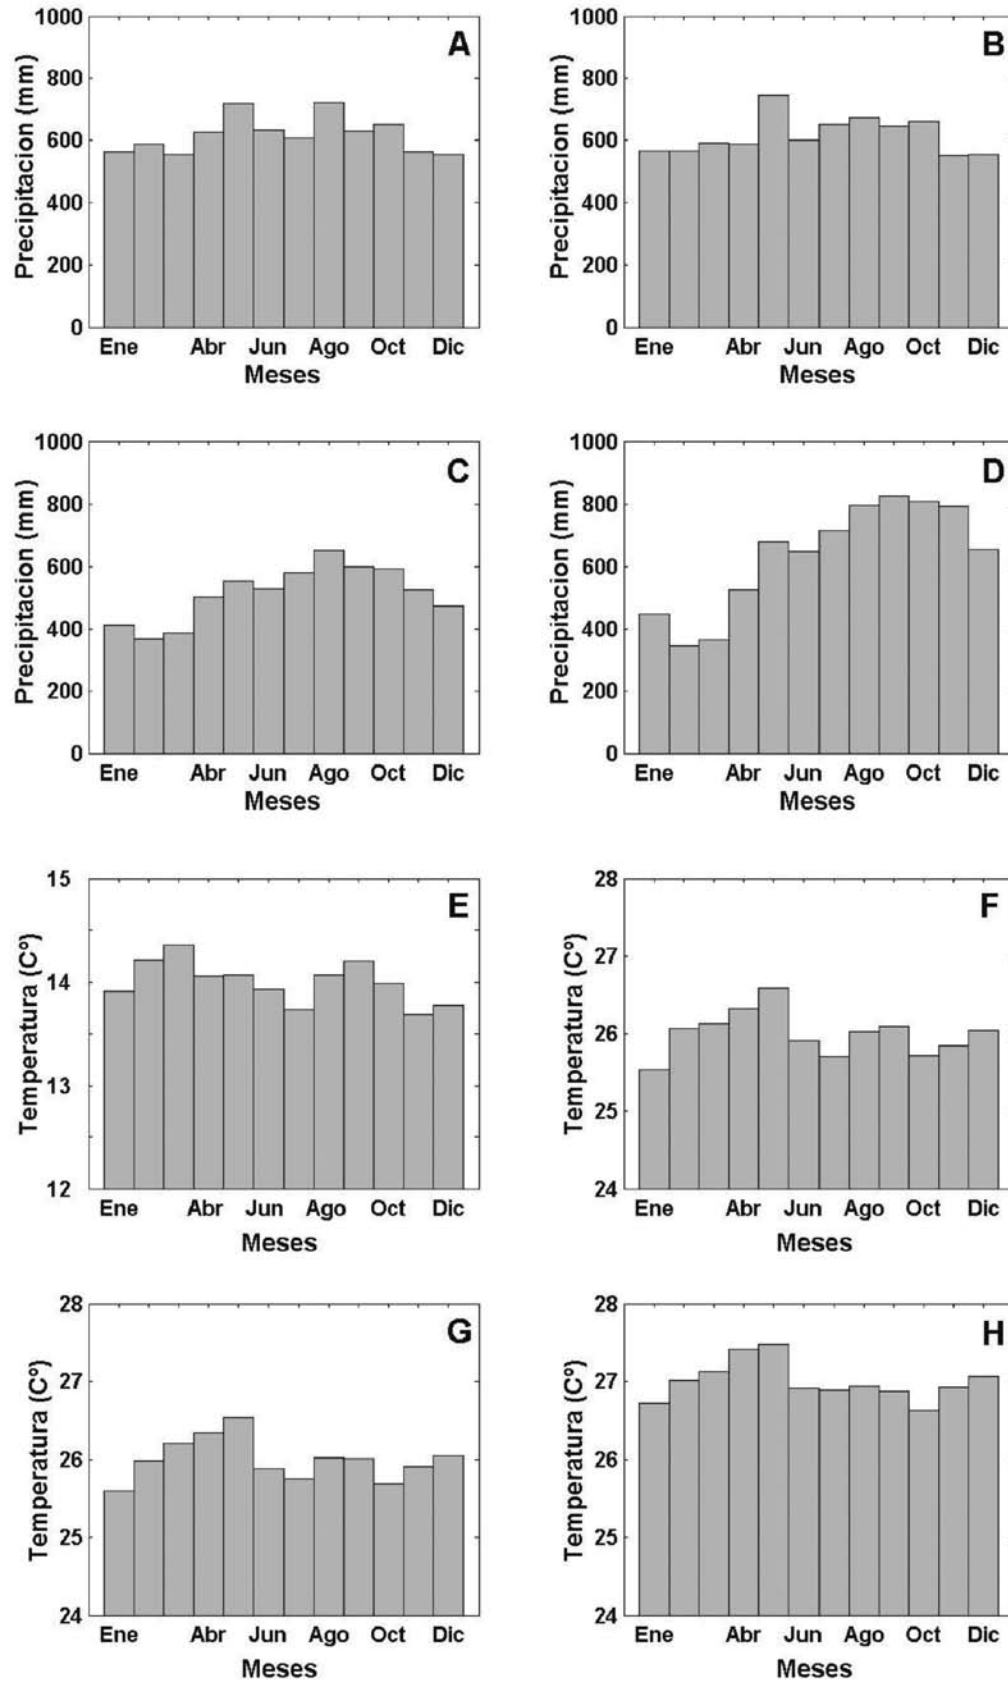 A
Precipitacion (mm)
1000
800
600
400
200
0
Ene Abr Jun Ago Oct Dic
Meses
B
Precipitacion (mm)
1000
800
600
400
200
0
Ene Abr Jun Ago Oct Dic
Meses
C
Precipitacion (mm)
1000
800
600
400
200
0
Ene Abr Jun Ago Oct Dic
Meses
D
Precipitacion (mm)
1000
800
600
400
200
0
Ene Abr Jun Ago Oct Dic
Meses
E
Temperatura (Cº)
15
14
13
12
Ene Abr Jun Ago Oct Dic
Meses
F
Temperatura (Cº)
28
27
26
25
24
Ene Abr Jun Ago Oct Dic
Meses
G
Temperatura (Cº)
28
27
26
25
24
Ene Abr Jun Ago Oct Dic
Meses
H
Temperatura (Cº)
28
27
26
25
24
Ene Abr Jun Ago Oct Dic
Meses